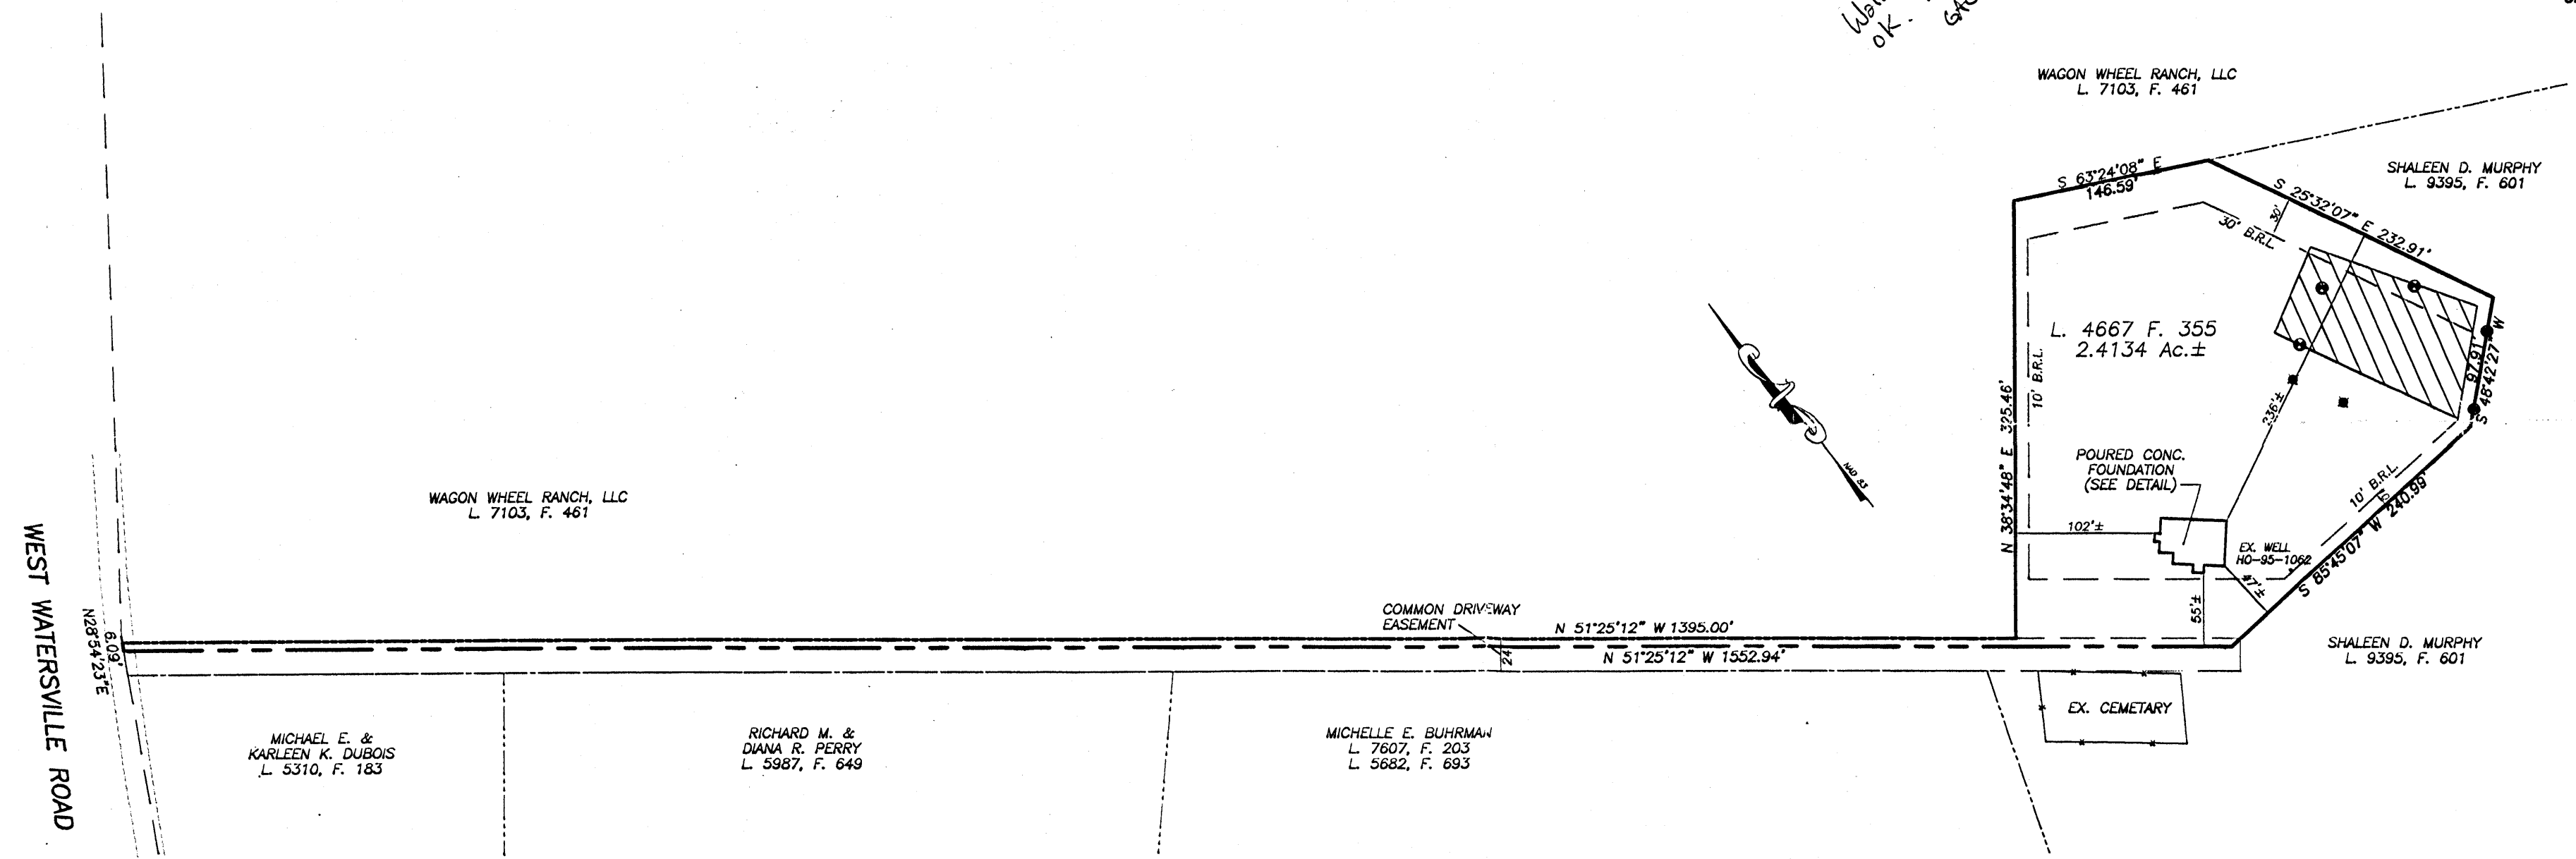 OK.
WAGON WHEEL RANCH, LLC
L. 7103, F. 461
SHALEEN D. MURPHY
L. 9395, F. 601
S 63°24'08" E
146.59'
S 25°32'07" E 232.91'
30'
30' B.R.L.
L. 4667 F. 355
2.4134 Ac.±
97.91'
S 48°42'27" W
10' B.R.L.
N 38°34'48" E 325.46'
236'±
NAD 83
POURED CONC.
FOUNDATION
(SEE DETAIL)
10' B.R.L.
S 85°45'07" W 240.99'
102'±
EX. WELL
HO-95-1062
47'±
55'±
WAGON WHEEL RANCH, LLC
L. 7103, F. 461
WEST WATERSVILLE ROAD
6.09'
N28°54'23"E
COMMON DRIVEWAY
EASEMENT
N 51°25'12" W 1395.00'
24'
N 51°25'12" W 1552.94'
SHALEEN D. MURPHY
L. 9395, F. 601
EX. CEMETARY
MICHAEL E. &
KARLEEN K. DUBOIS
L. 5310, F. 183
RICHARD M. &
DIANA R. PERRY
L. 5987, F. 649
MICHELLE E. BUHRMAN
L. 7607, F. 203
L. 5682, F. 693